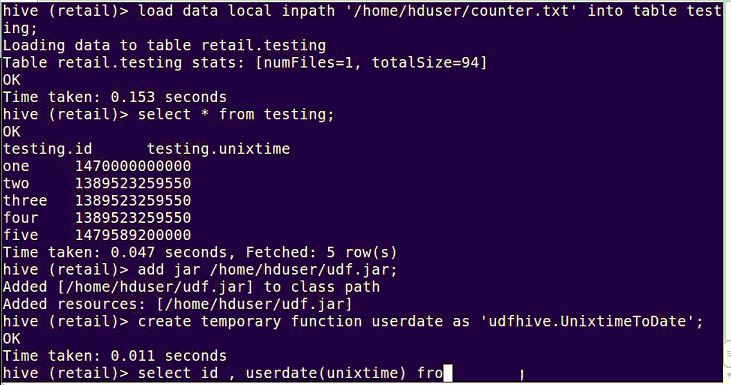 hive (retail)> load data local inpath '/home/hduser/counter.txt' into table test
ing;
Loading data to table retail.testing
Table retail.testing stats: [numFiles=1, totalSize=94]
OK
Time taken: 0.153 seconds
hive (retail)> select * from testing;
OK
testing.id      testing.unixtime
one     1470000000000
two     1389523259550
three   1389523259550
four    1389523259550
five    1479589200000
Time taken: 0.047 seconds, Fetched: 5 row(s)
hive (retail)> add jar /home/hduser/udf.jar;
Added [/home/hduser/udf.jar] to class path
Added resources: [/home/hduser/udf.jar]
hive (retail)> create temporary function userdate as 'udfhive.UnixtimeToDate';
OK
Time taken: 0.011 seconds
hive (retail)> select id , userdate(unixtime) fro